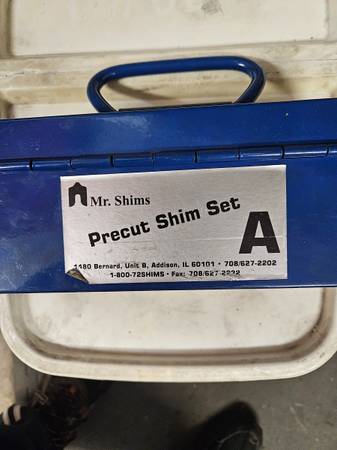 Mr. Shims
Precut Shim Set
A
1480 Bernard, Unit B, Addison, IL 60101 • 708/627-2202
1-800-72SHIMS • Fax: 708/627-2232